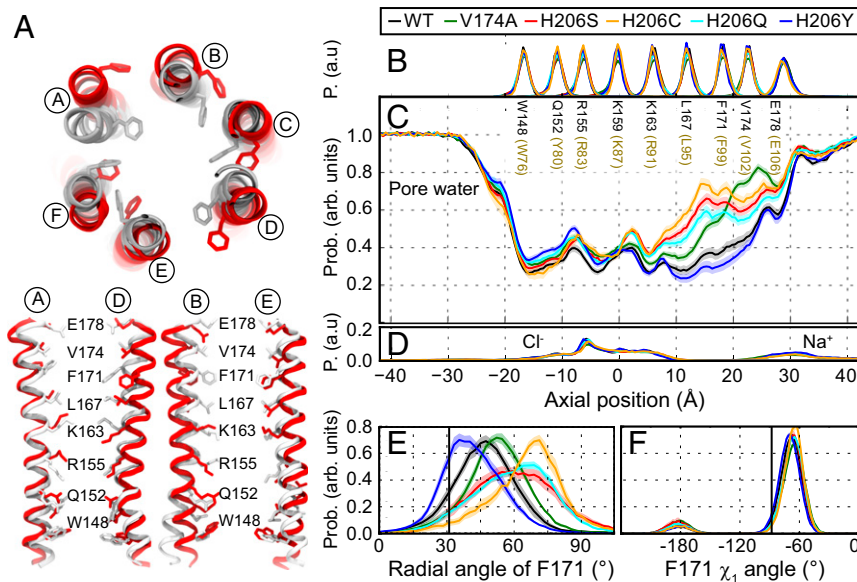 A
B
A
C
F
D
E
A
D
B
E
E178
E178
V174
V174
F171
F171
L167
L167
K163
K163
R155
R155
Q152
Q152
W148
W148
WT V174A H206S H206C H206Q H206Y
B
P. (a.u)
C
Prob. (arb. units)
1.0
0.8
0.6
0.4
0.2
0.0
Pore water
W148 (W76)
Q152 (Y80)
R155 (R83)
K159 (K87)
K163 (R91)
L167 (L95)
F171 (F99)
V174 (V102)
E178 (E106)
D
P. (a.u)
0.2
0.0
Cl-
Na+
−40 −30 −20 −10 0 10 20 30 40
Axial position (Å)
E
Prob. (arb. units)
0.8
0.6
0.4
0.2
0.0
0 30 60 90
Radial angle of F171 (°)
F
-180 -120 -60 0
F171 χ1 angle (°)